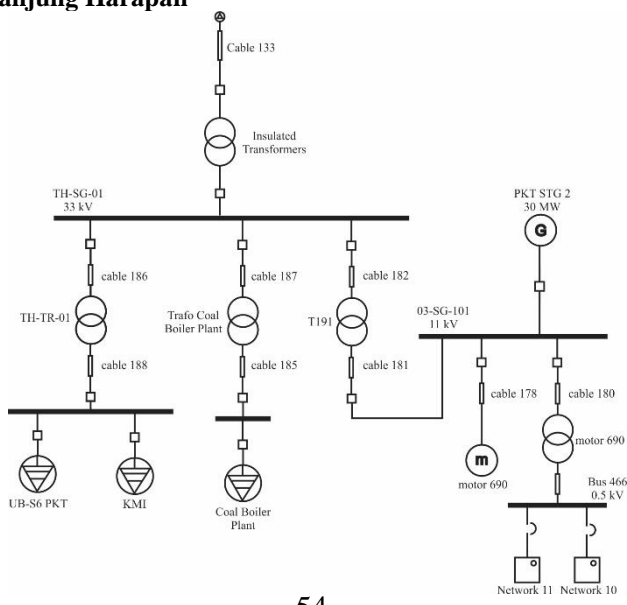 anjung Harapan
Cable 133
Insulated
Transformers
TH-SG-01
33 kV
PKT STG 2
30 MW
G
cable 186
cable 187
cable 182
TH-TR-01
Trafo Coal
Boiler Plant
T191
03-SG-101
11 kV
cable 188
cable 185
cable 181
cable 178
cable 180
motor 690
m
motor 690
Bus 466
0.5 kV
UB-S6 PKT
KMI
Coal Boiler
Plant
Network 11
Network 10
54